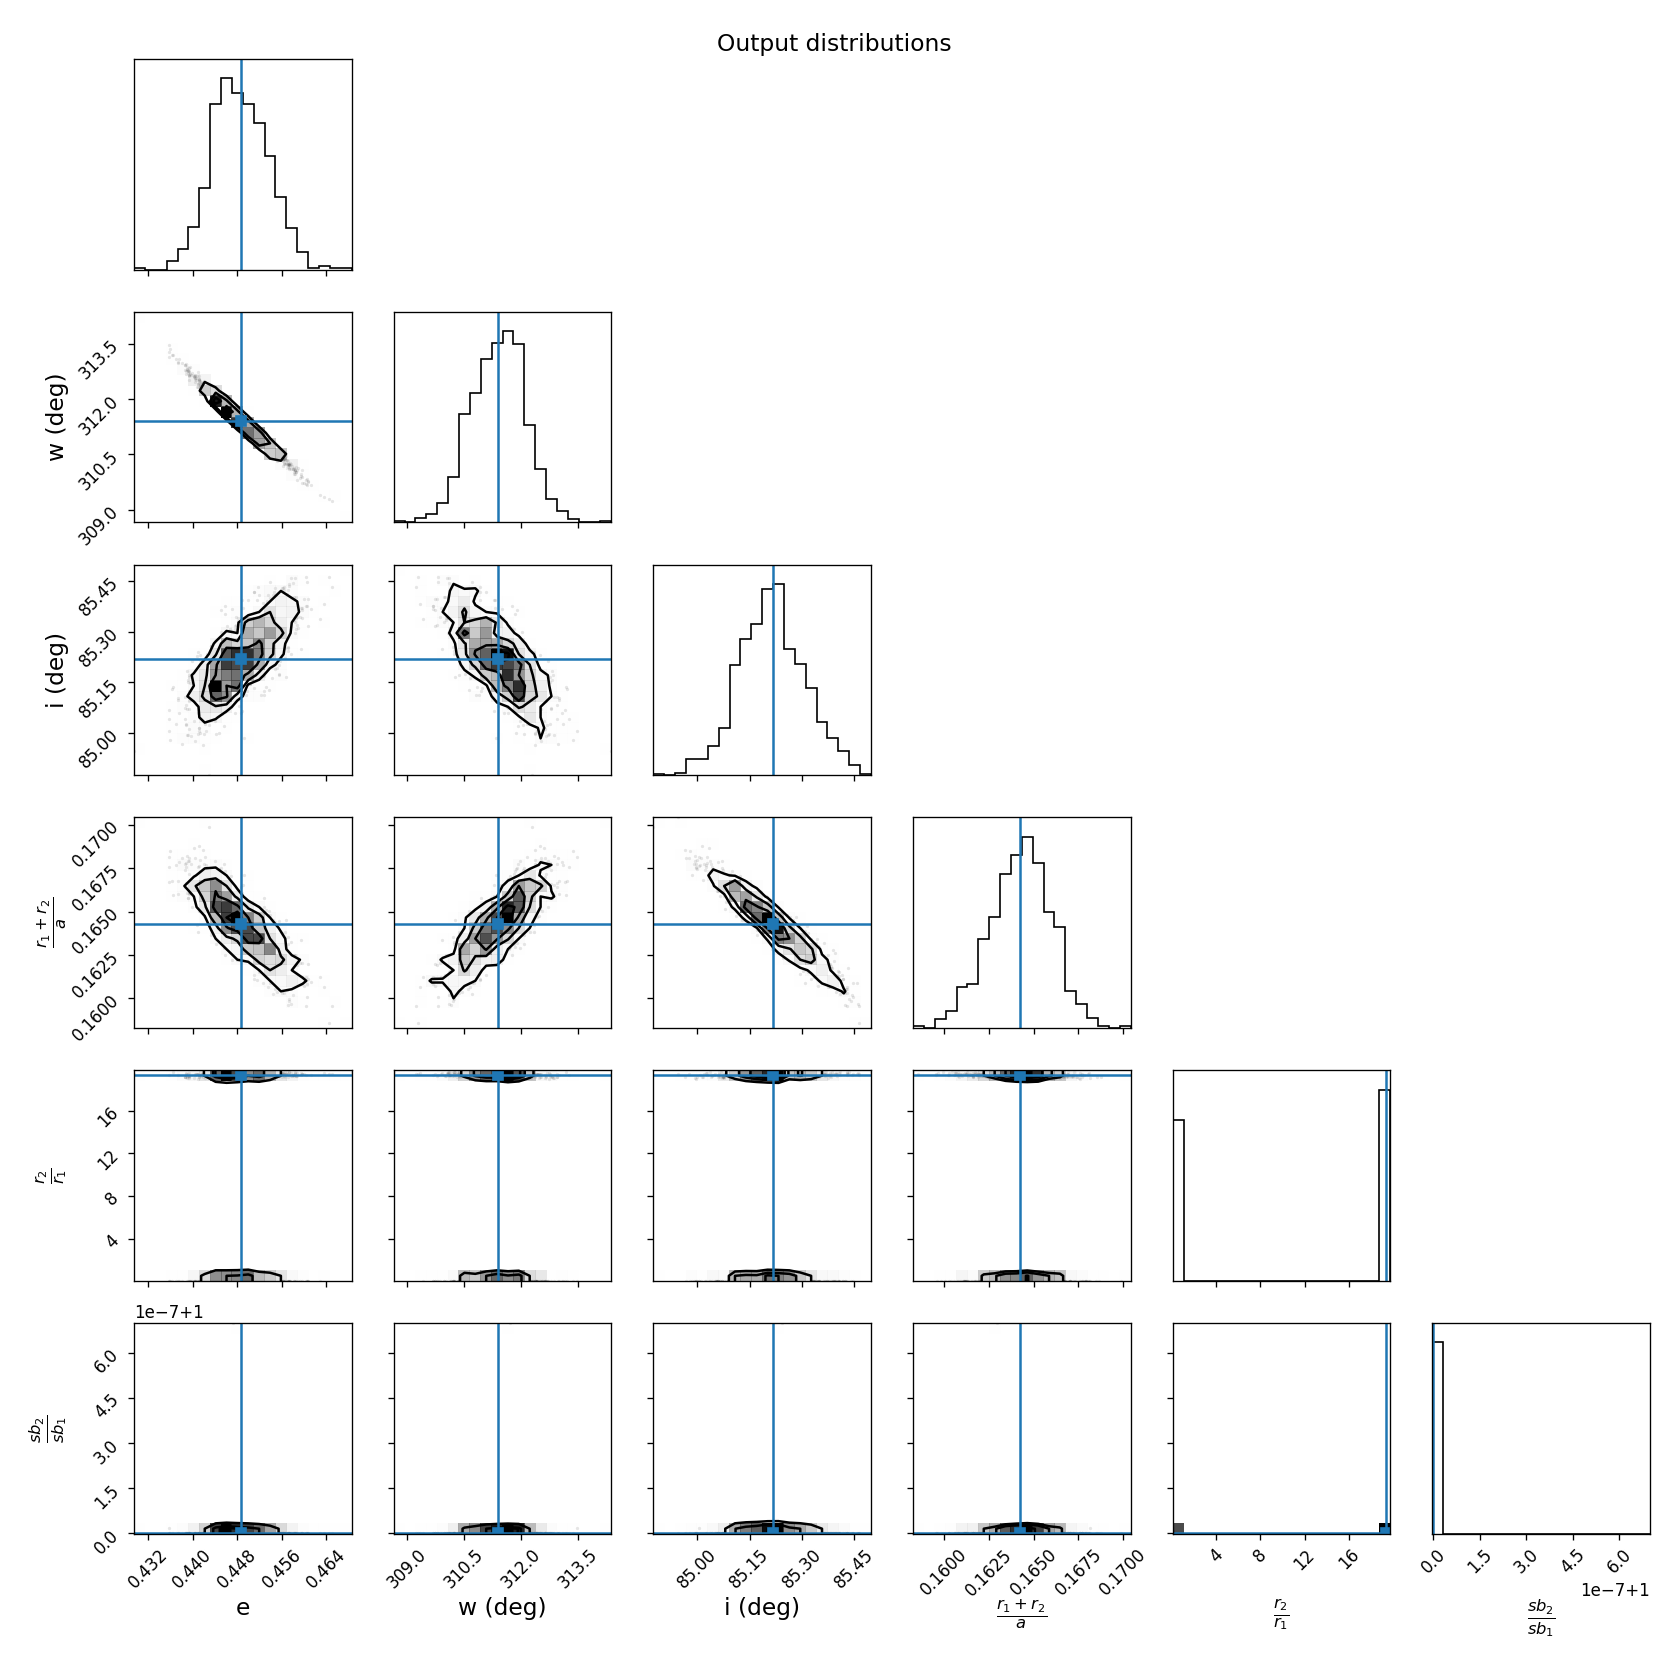 Output distributions
w (deg)
313.5
312.0
310.5
309.0
i (deg)
85.45
85.30
85.15
85.00
r1 + r2
a
0.1700
0.1675
0.1650
0.1625
0.1600
r2
r1
16
12
8
4
1e−7+1
sb2
sb1
6.0
4.5
3.0
1.5
0.0
0.432 0.440 0.448 0.456 0.464
309.0 310.5 312.0 313.5
85.00 85.15 85.30 85.45
0.1600 0.1625 0.1650 0.1675 0.1700
4 8 12 16
0.0 1.5 3.0 4.5 6.0
1e−7+1
e
w (deg)
i (deg)
r1 + r2
a
r2
r1
sb2
sb1